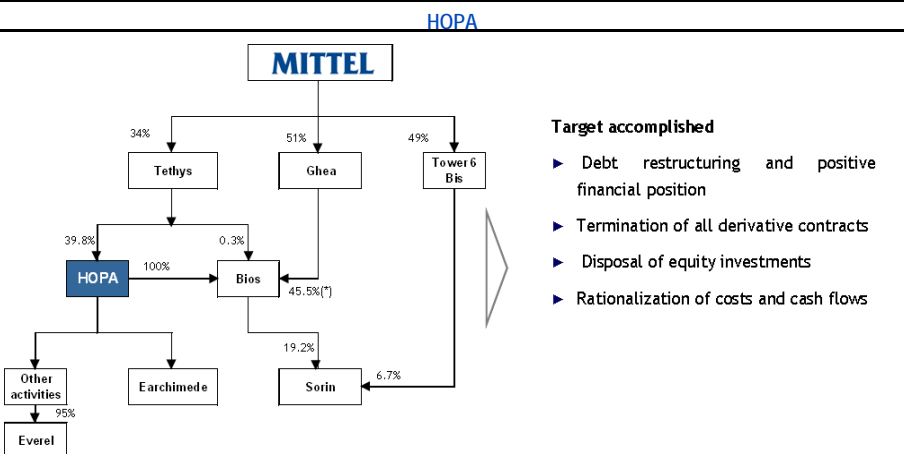 HOPA
MITTEL
34%
51%
49%
Tethys
Ghea
Tower 6
Bis
39.8%
0.3%
HOPA
100%
Bios
45.5%(*)
19.2%
Other
activities
Earchimede
Sorin
6.7%
95%
Everel
Target accomplished
► Debt restructuring and positive
financial position
► Termination of all derivative contracts
► Disposal of equity investments
► Rationalization of costs and cash flows